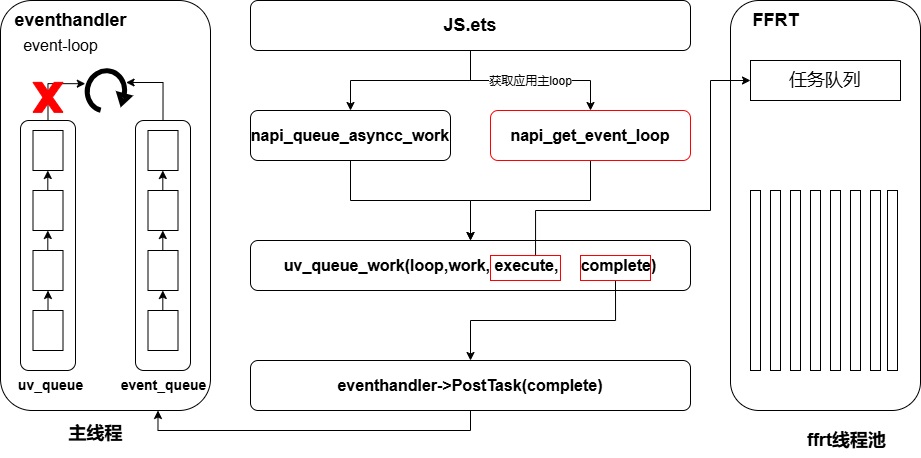 eventhandler
event-loop
X
uv_queue
event_queue
主线程
JS.ets
获取应用主loop
napi_queue_asyncc_work
napi_get_event_loop
uv_queue_work(loop,work, execute, complete)
eventhandler->PostTask(complete)
FFRT
任务队列
ffrt线程池